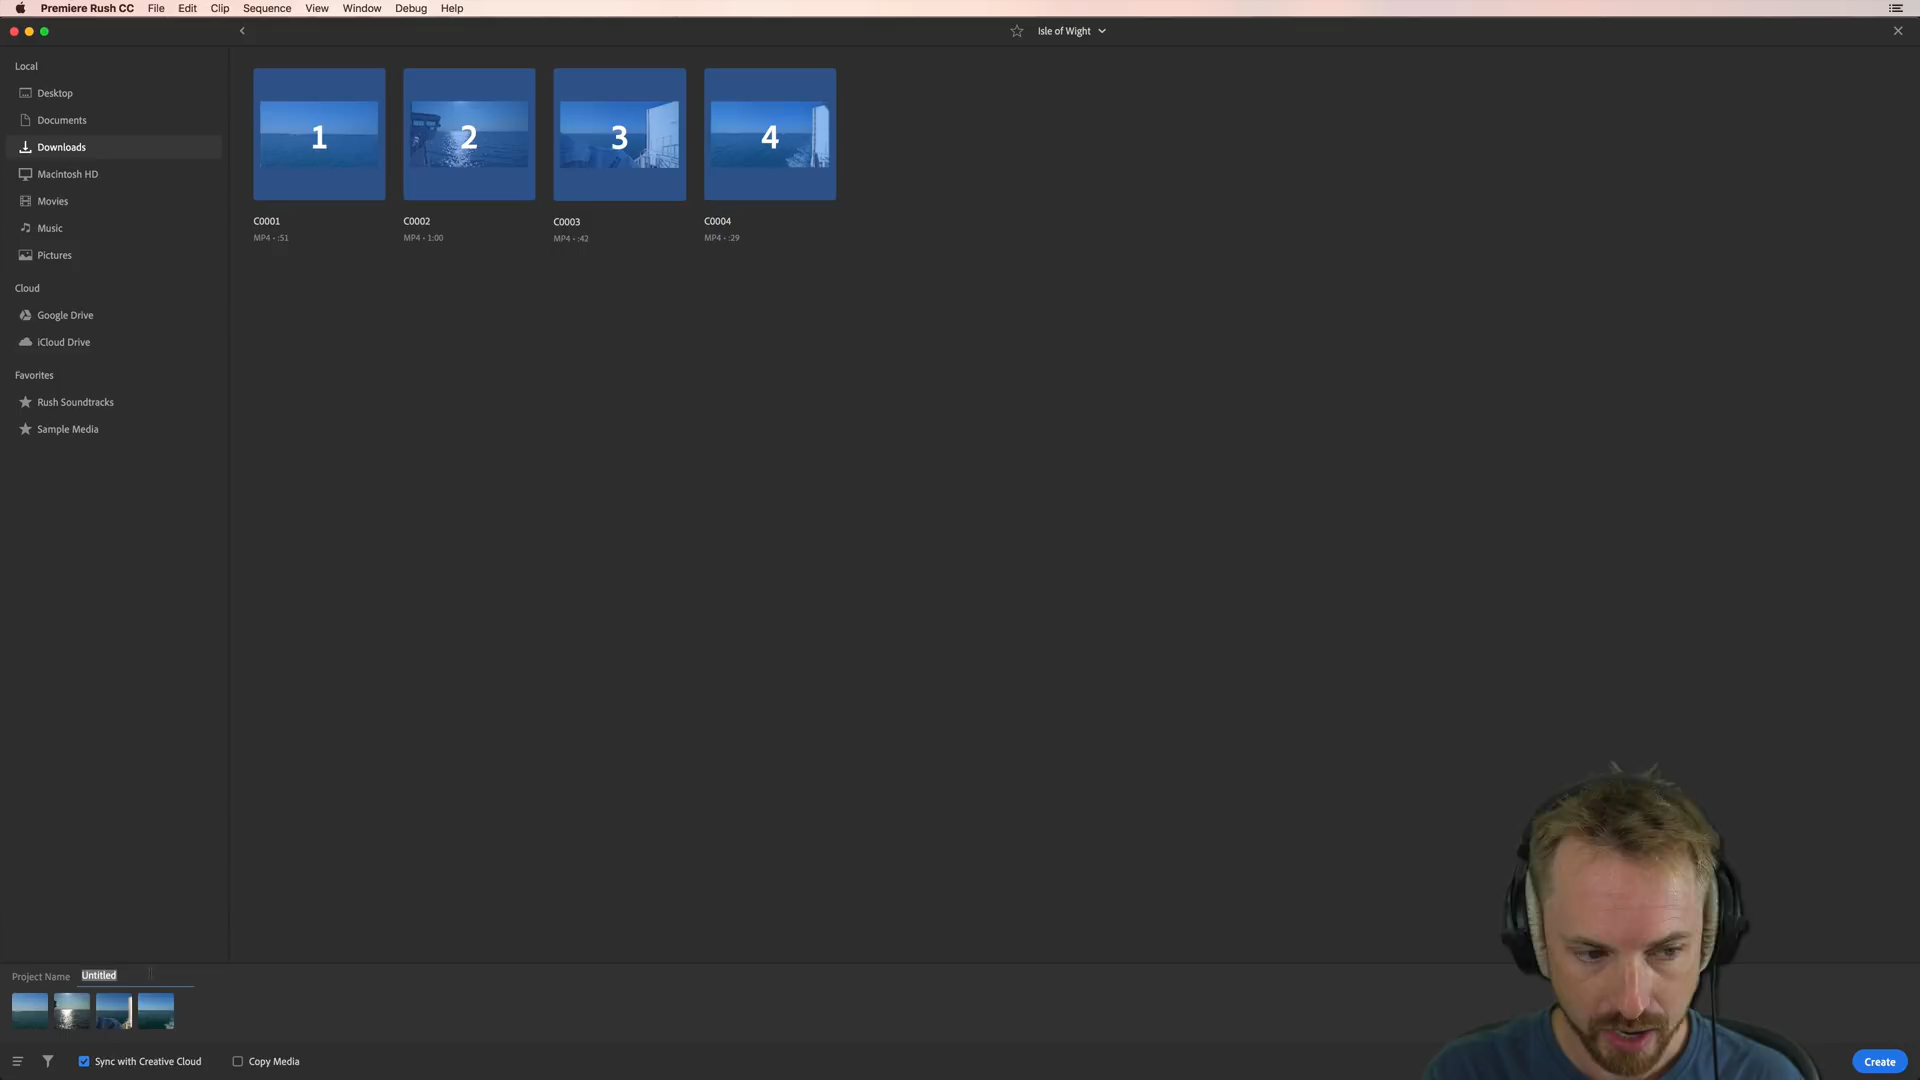 Premiere Rush CC File Edit Clip Sequence View Window Debug Help
Isle of Wight
Local
Desktop
Documents
Downloads
Macintosh HD
Movies
Music
Pictures
Cloud
Google Drive
iCloud Drive
Favorites
Rush Soundtracks
Sample Media
1 2 3 4
C0001 C0002 C0003 C0004
MP4 • :51 MP4 • 1:00 MP4 • :42 MP4 • :29
Project Name Untitled
Sync with Creative Cloud Copy Media Create